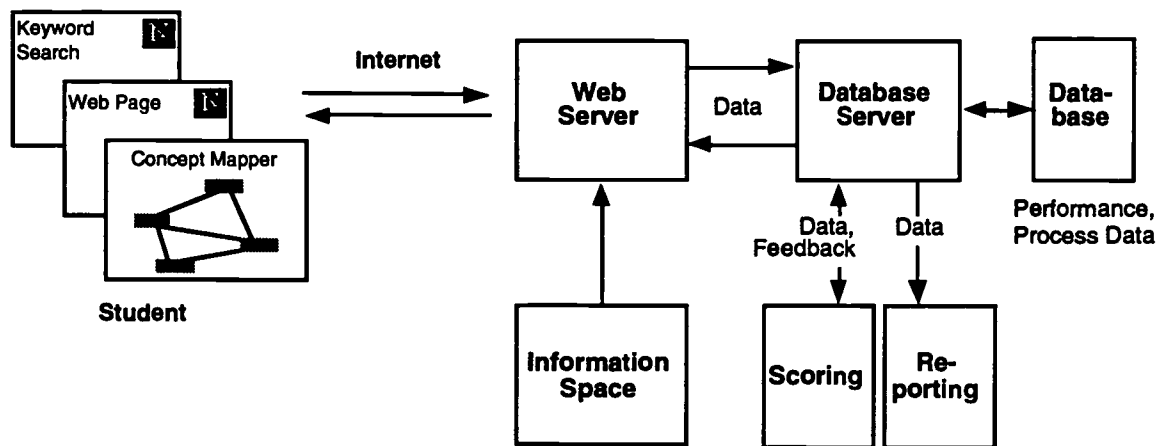 Keyword
Search
N
Web Page
N
Concept Mapper
Student
Internet
Web
Server
Data
Database
Server
Data-
base
Performance,
Process Data
Data,
Feedback
Data
Information
Space
Scoring
Re-
porting